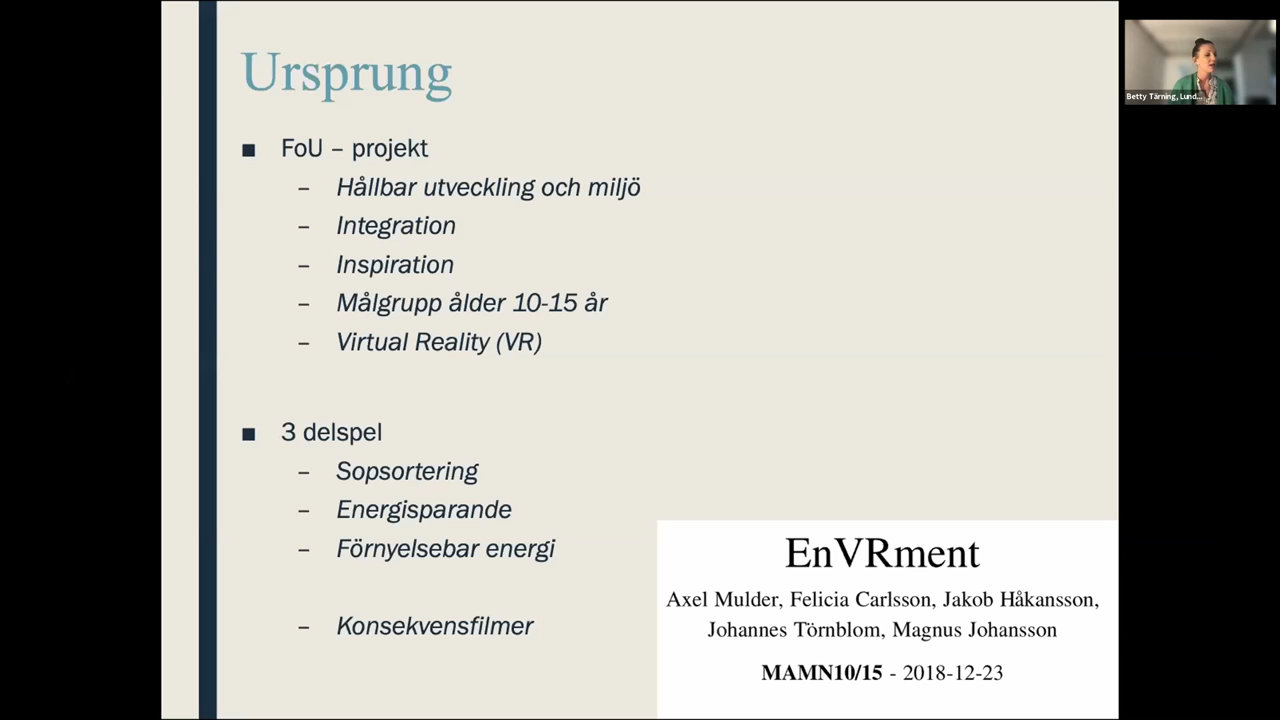 Ursprung
■ FoU – projekt
– Hållbar utveckling och miljö
– Integration
– Inspiration
– Målgrupp ålder 10-15 år
– Virtual Reality (VR)
■ 3 delspel
– Sopsortering
– Energisparande
– Förnyelsebar energi
– Konsekvensfilmer
EnVRment
Axel Mulder, Felicia Carlsson, Jakob Håkansson,
Johannes Törnblom, Magnus Johansson
MAMN10/15 - 2018-12-23
Betty Tärning, Lund...